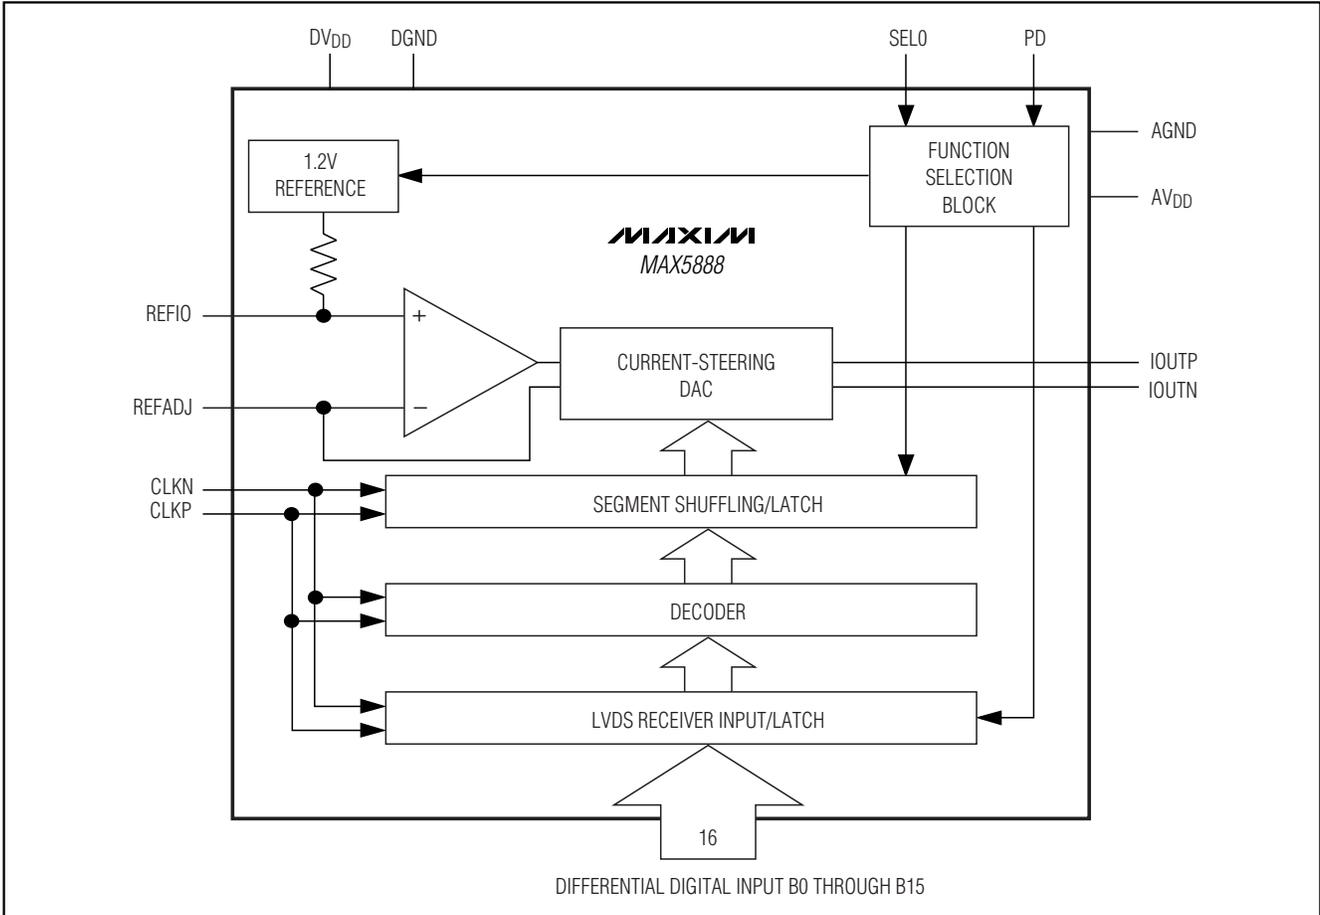 DVDD
DGND
SEL0
PD
AGND
AVDD
1.2V
REFERENCE
FUNCTION
SELECTION
BLOCK
MAXIM
MAX5888
REFIO
+
CURRENT-STEERING
DAC
IOUTP
IOUTN
REFADJ
−
CLKN
CLKP
SEGMENT SHUFFLING/LATCH
DECODER
LVDS RECEIVER INPUT/LATCH
16
DIFFERENTIAL DIGITAL INPUT B0 THROUGH B15